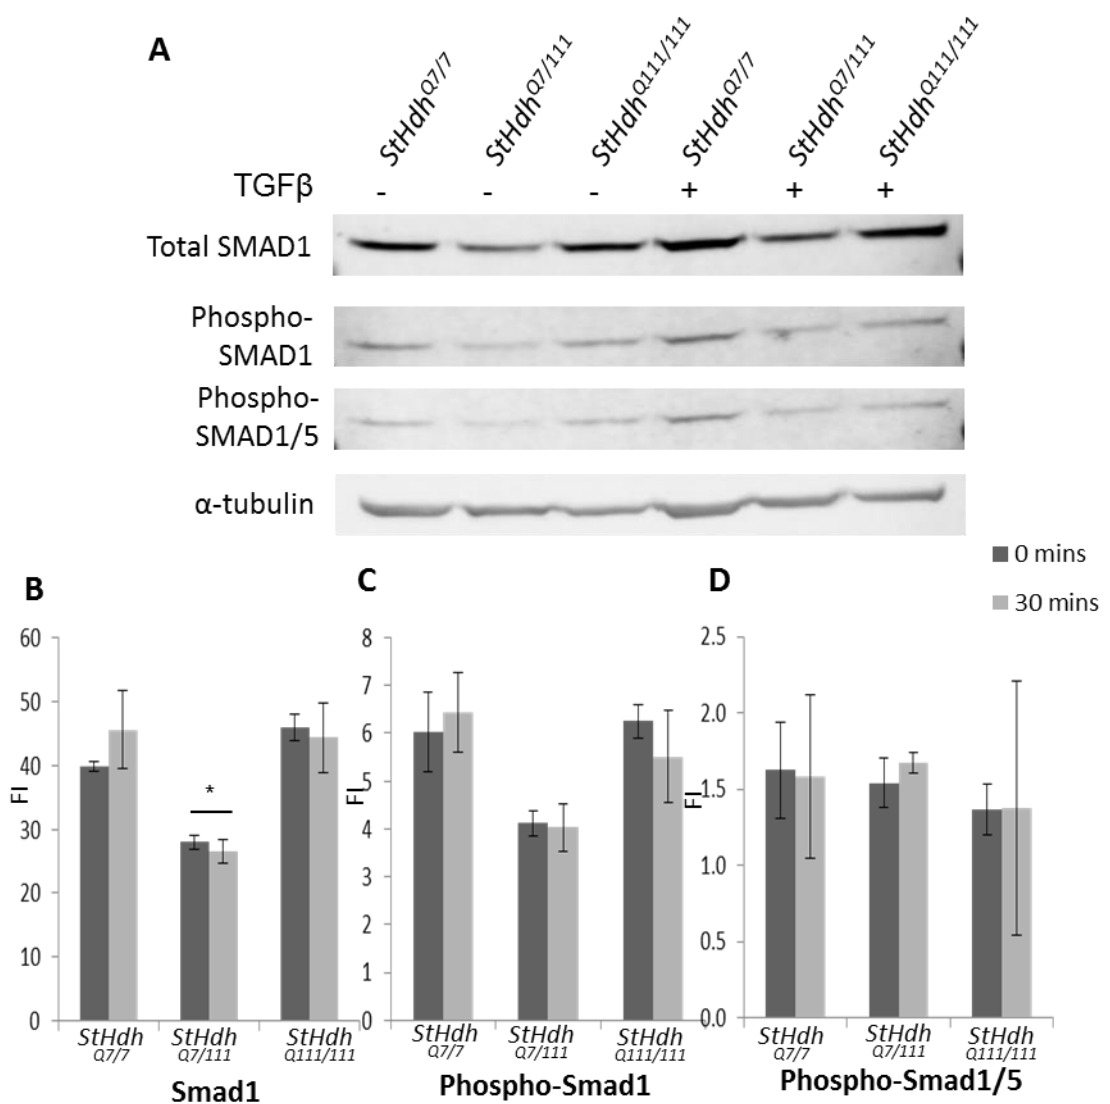 A
StHdhQ7/7 StHdhQ7/111 StHdhQ111/111 StHdhQ7/7 StHdhQ7/111 StHdhQ111/111
TGFβ - - - + + +
Total SMAD1
Phospho-
SMAD1
Phospho-
SMAD1/5
α-tubulin
0 mins
30 mins
B
60
50
40
30
20
10
0
FI
*
StHdh StHdh StHdh
Q7/7 Q7/111 Q111/111
Smad1
C
8
7
6
5
4
3
2
1
0
FI
StHdh StHdh StHdh
Q7/7 Q7/111 Q111/111
Phospho-Smad1
D
2.5
2.0
1.5
1.0
0.5
0.0
FI
StHdh StHdh StHdh
Q7/7 Q7/111 Q111/111
Phospho-Smad1/5